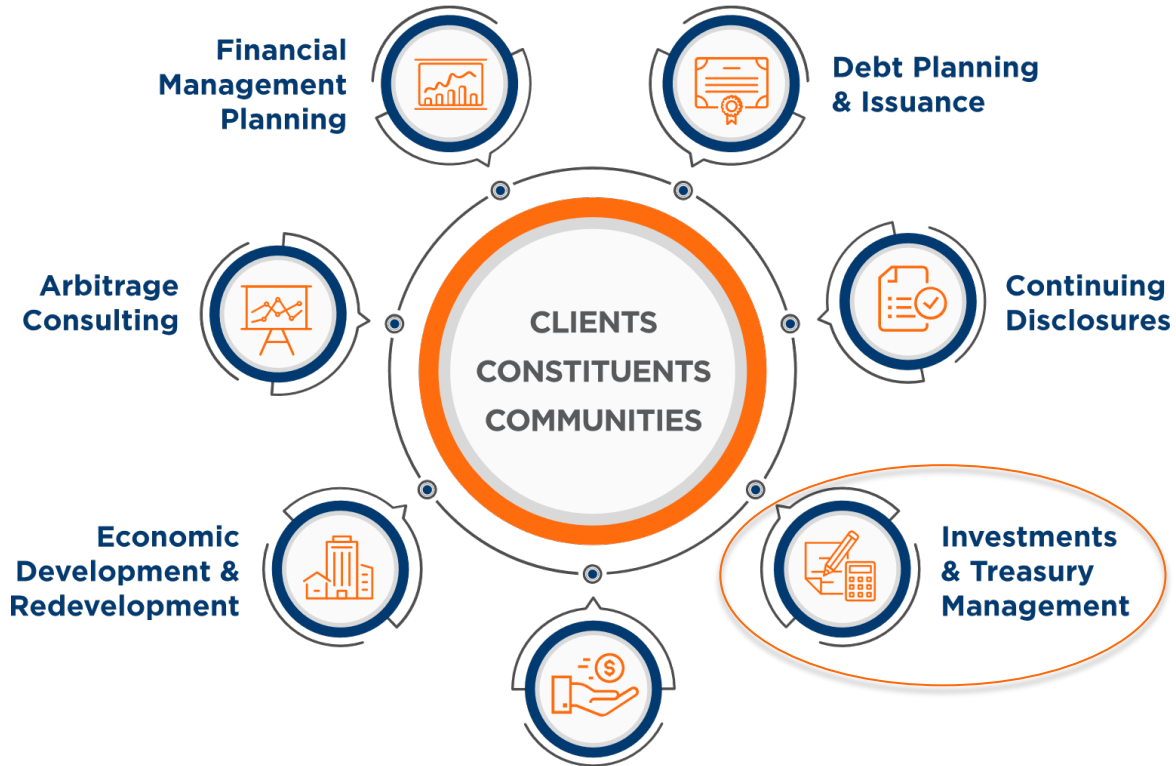 Financial
Management
Planning
Debt Planning
& Issuance
Arbitrage
Consulting
CLIENTS
CONSTITUENTS
COMMUNITIES
Continuing
Disclosures
Economic
Development &
Redevelopment
$
Investments
& Treasury
Management